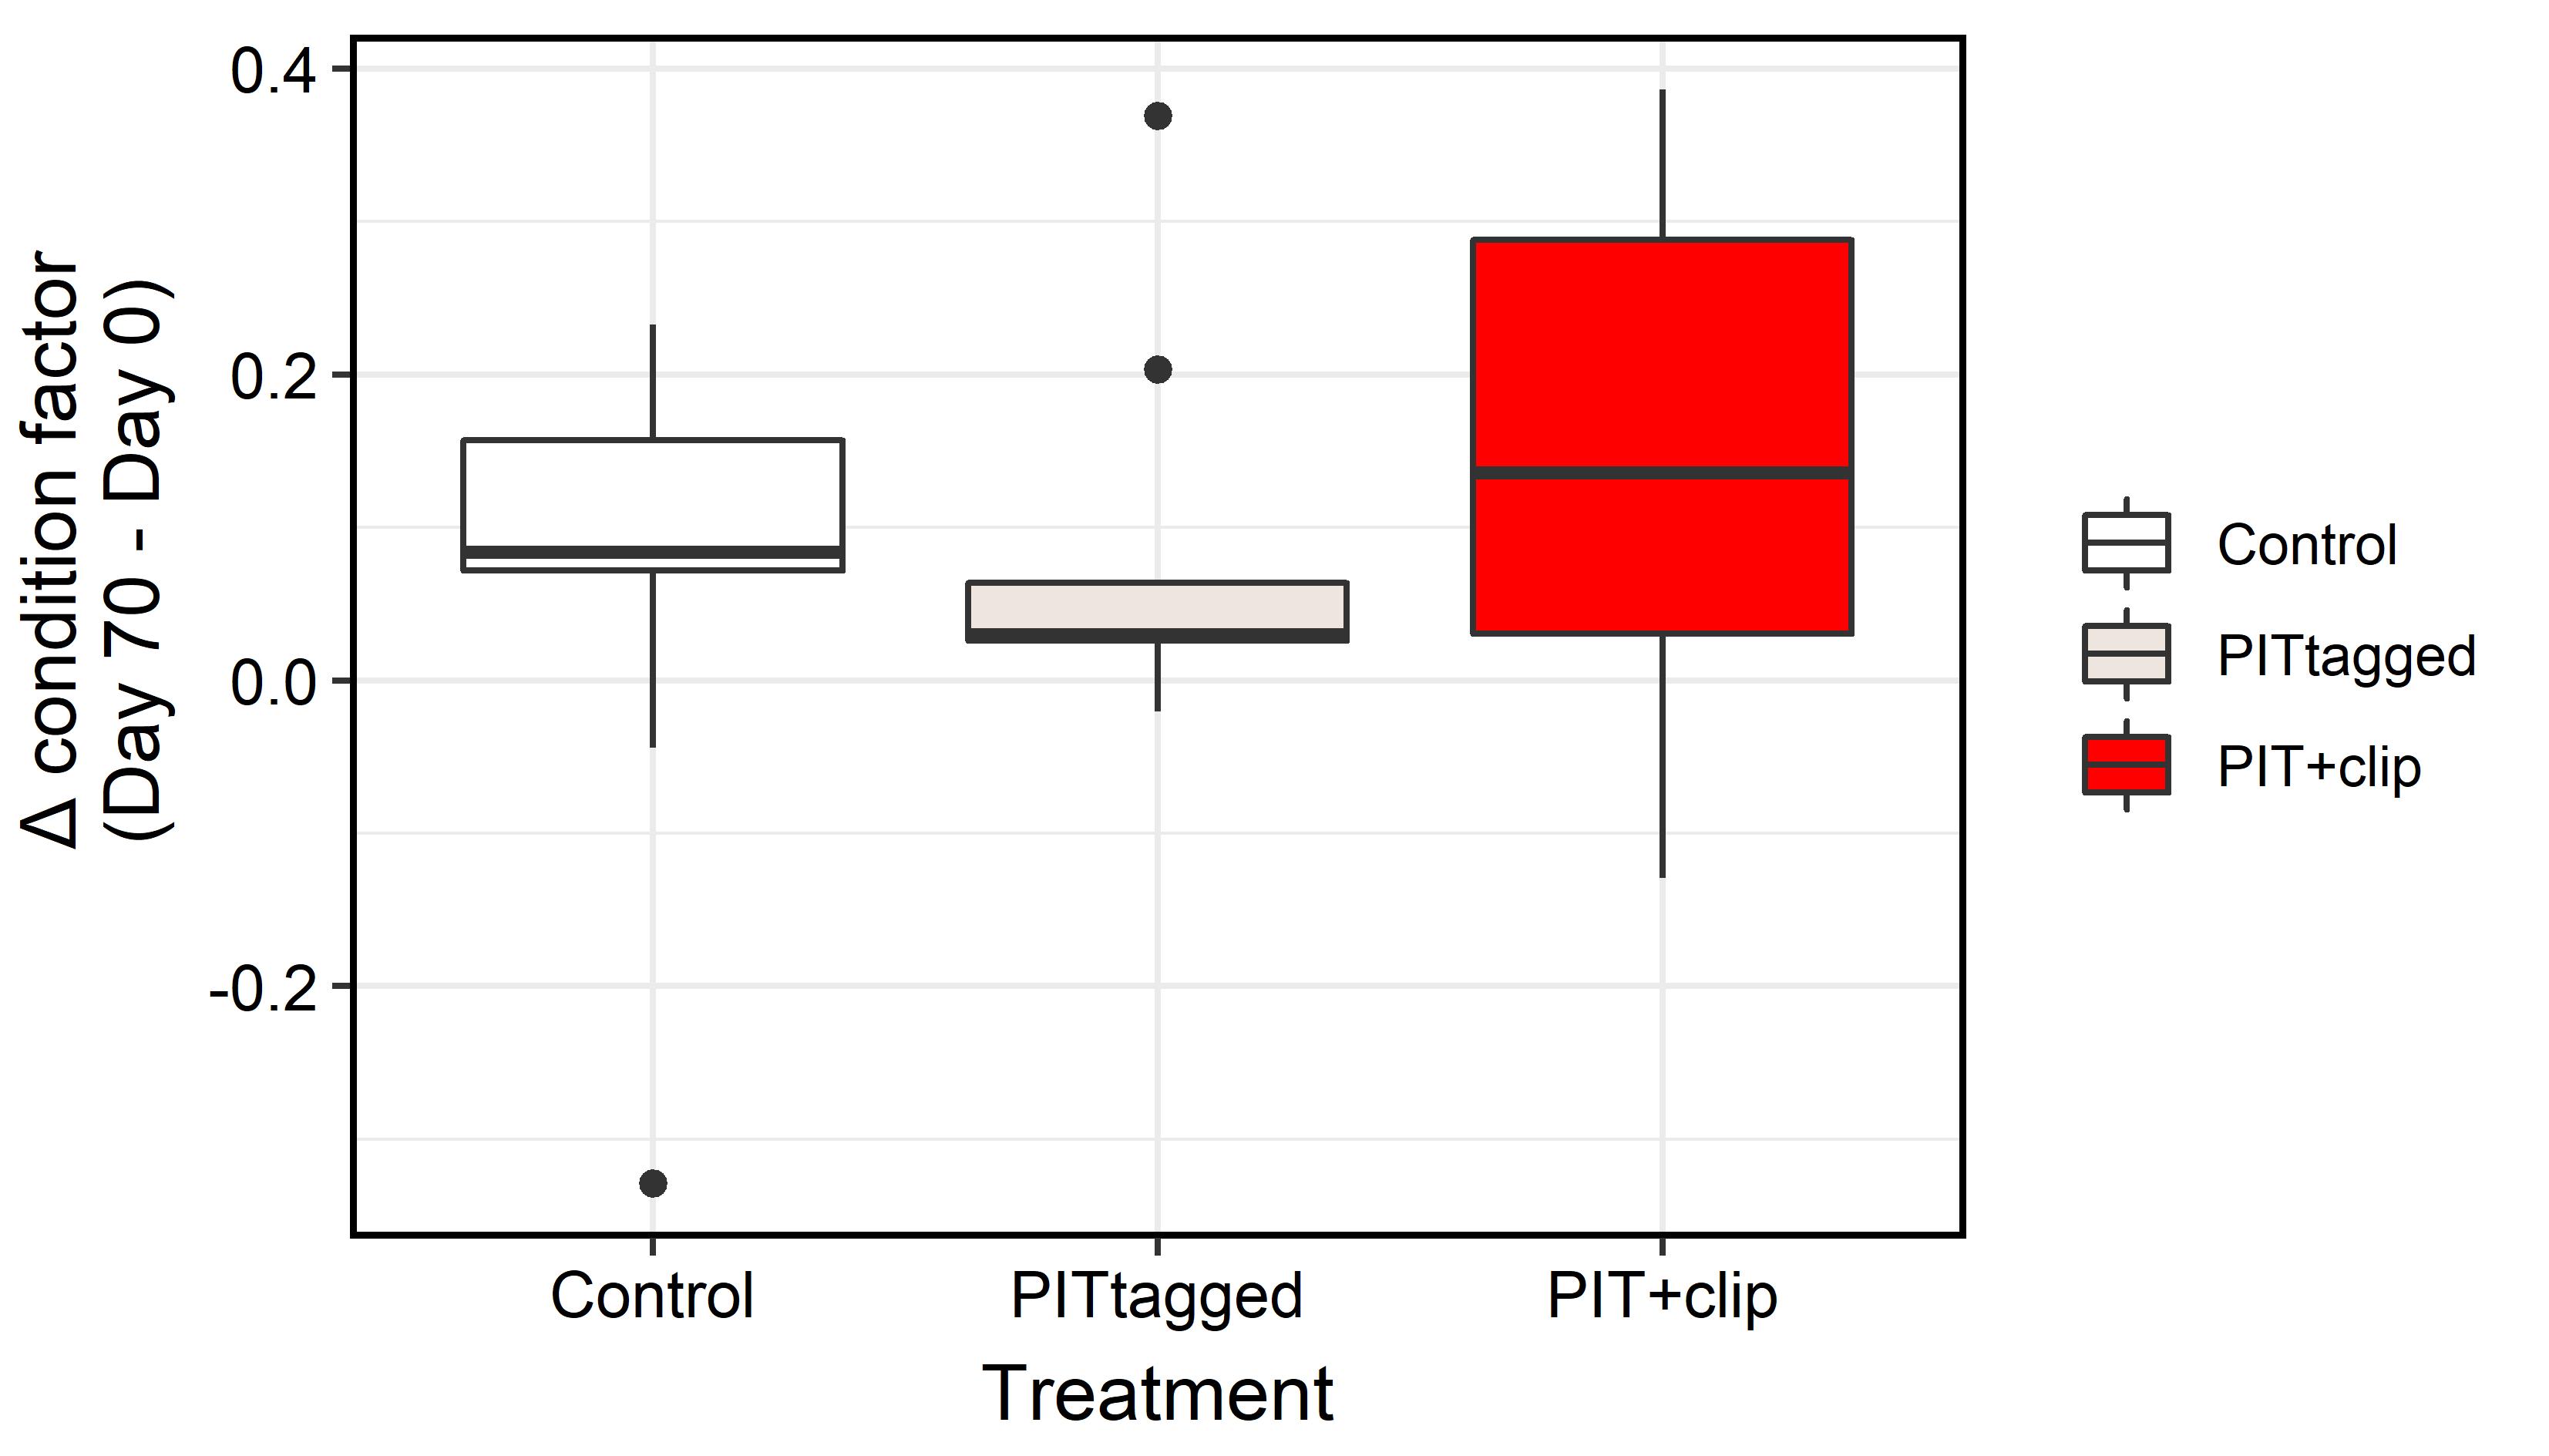 Δ condition factor
(Day 70 - Day 0)
0.4
0.2
0.0
-0.2
Control
PITtagged
PIT+clip
Treatment
Control
PITtagged
PIT+clip